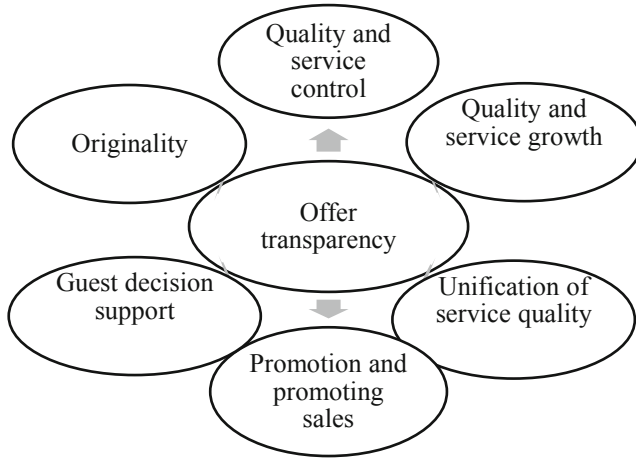 Quality and
service
control
Quality and
service growth
Originality
Offer
transparency
Guest decision
support
Unification of
service quality
Promotion and
promoting
sales